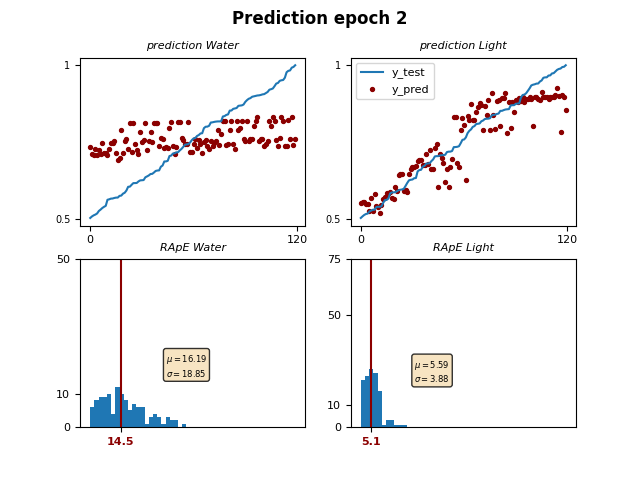 Prediction epoch 2
prediction Water
prediction Light
1
0.5
0
120
1
0.5
0
120
y_test
y_pred
RApE Water
RApE Light
50
10
0
μ = 16.19
σ = 18.85
14.5
75
50
10
0
μ = 5.59
σ = 3.88
5.1